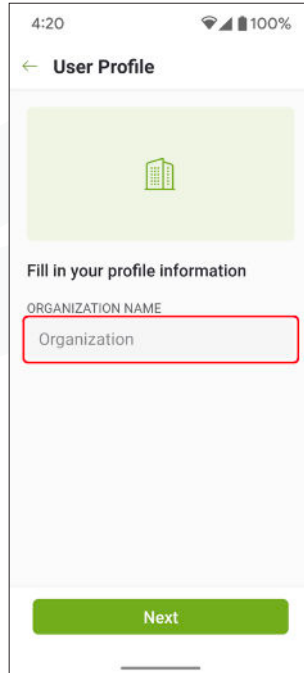 4:20
100%
← User Profile
Fill in your profile information
ORGANIZATION NAME
Organization
Next